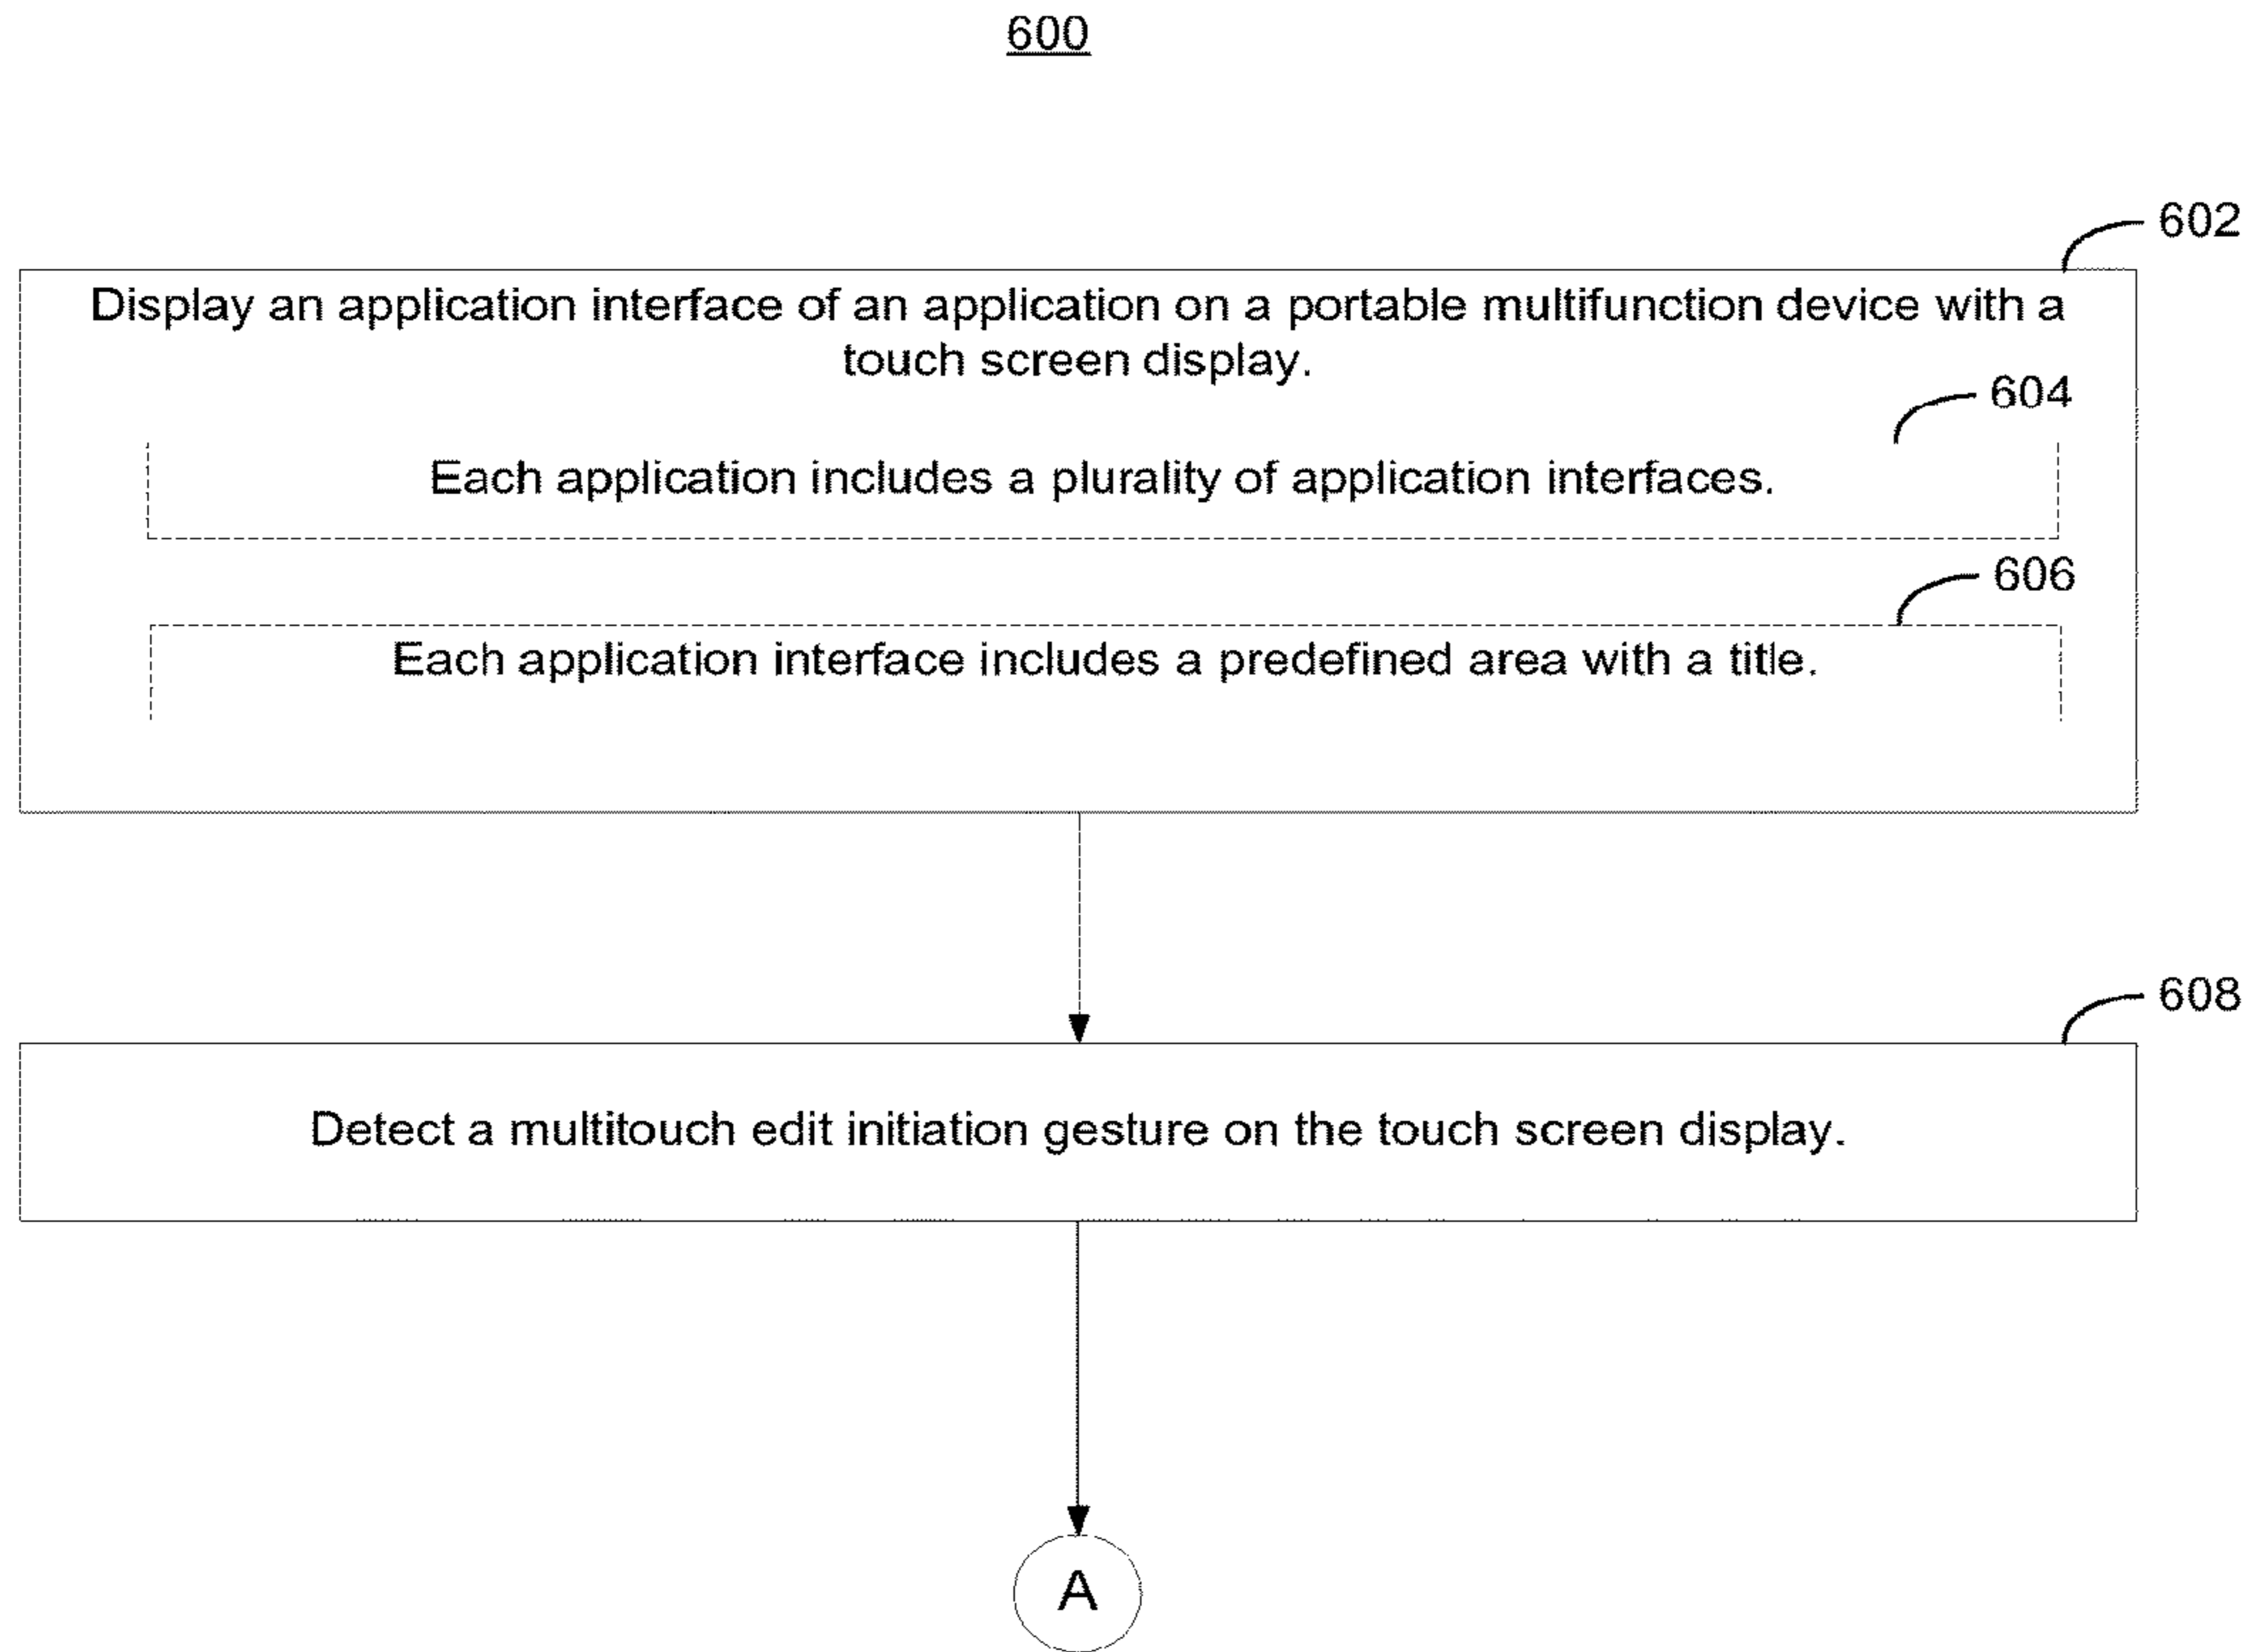 600
602
Display an application interface of an application on a portable multifunction device with a
touch screen display.
604
Each application includes a plurality of application interfaces.
606
Each application interface includes a predefined area with a title.
608
Detect a multitouch edit initiation gesture on the touch screen display.
A